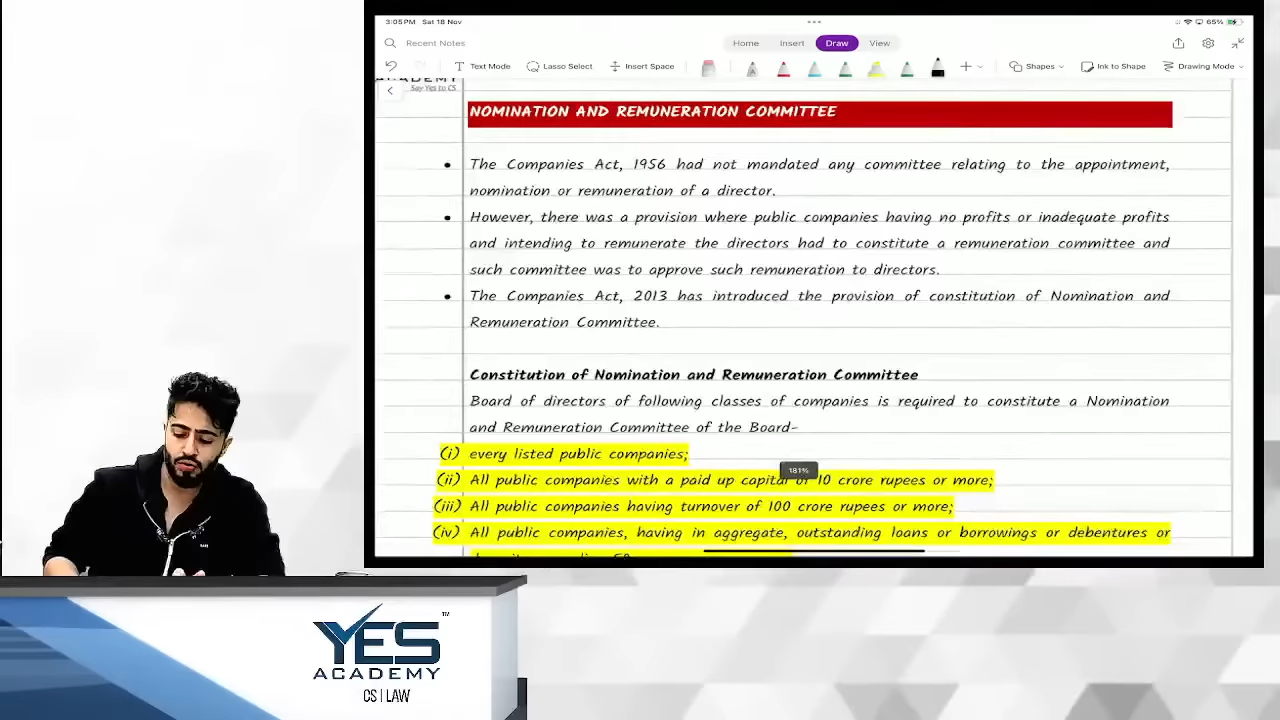 3:05 PM Sat 18 Nov
65%
Recent Notes
Home Insert Draw View
Text Mode Lasso Select Insert Space Shapes Ink to Shape Drawing Mode
ACADEMY
Say Yes to CS
NOMINATION AND REMUNERATION COMMITTEE
• The Companies Act, 1956 had not mandated any committee relating to the appointment,
nomination or remuneration of a director.
• However, there was a provision where public companies having no profits or inadequate profits
and intending to remunerate the directors had to constitute a remuneration committee and
such committee was to approve such remuneration to directors.
• The Companies Act, 2013 has introduced the provision of constitution of Nomination and
Remuneration Committee.
Constitution of Nomination and Remuneration Committee
Board of directors of following classes of companies is required to constitute a Nomination
and Remuneration Committee of the Board-
(i) every listed public companies;
181%
(ii) All public companies with a paid up capital of 10 crore rupees or more;
(iii) All public companies having turnover of 100 crore rupees or more;
(iv) All public companies, having in aggregate, outstanding loans or borrowings or debentures or
YES
TM
ACADEMY
CS | LAW